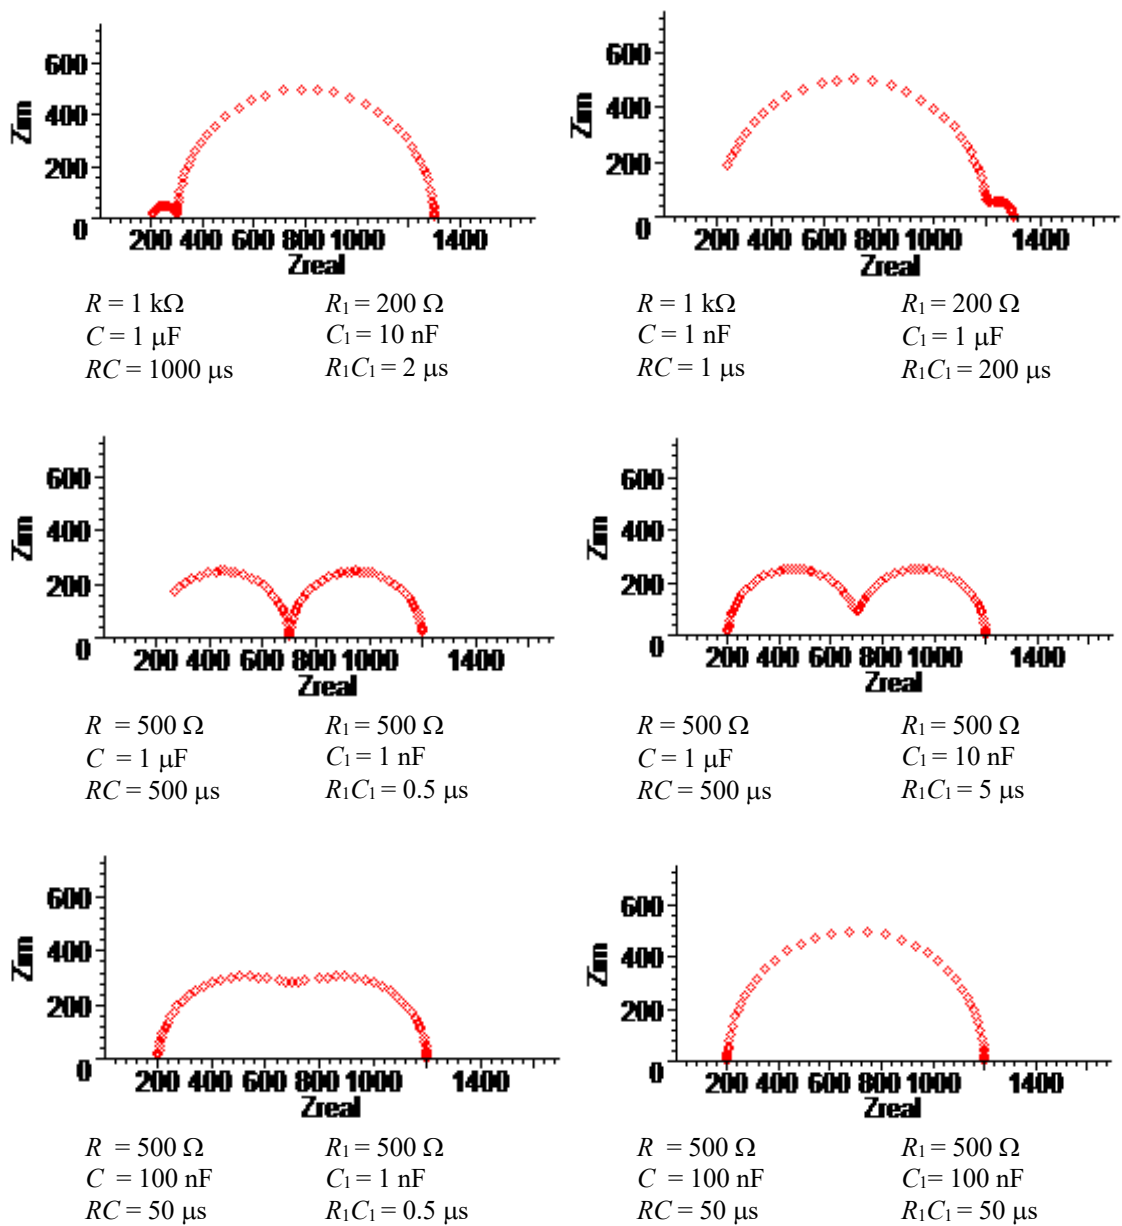 600
400
200
0
Zim
200 400 600 800 1000 1400
Zreal
R = 1 kΩ R1 = 200 Ω
C = 1 μF C1 = 10 nF
RC = 1000 μs R1C1 = 2 μs
600
400
200
0
Zim
200 400 600 800 1000 1400
Zreal
R = 1 kΩ R1 = 200 Ω
C = 1 nF C1 = 1 μF
RC = 1 μs R1C1 = 200 μs
600
400
200
0
Zim
200 400 600 800 1000 1400
Zreal
R = 500 Ω R1 = 500 Ω
C = 1 μF C1 = 1 nF
RC = 500 μs R1C1 = 0.5 μs
600
400
200
0
Zim
200 400 600 800 1000 1400
Zreal
R = 500 Ω R1 = 500 Ω
C = 1 μF C1 = 10 nF
RC = 500 μs R1C1 = 5 μs
600
400
200
0
Zim
200 400 600 800 1000 1400
Zreal
R = 500 Ω R1 = 500 Ω
C = 100 nF C1 = 1 nF
RC = 50 μs R1C1 = 0.5 μs
600
400
200
0
Zim
200 400 600 800 1000 1400
Zreal
R = 500 Ω R1 = 500 Ω
C = 100 nF C1= 100 nF
RC = 50 μs R1C1 = 50 μs